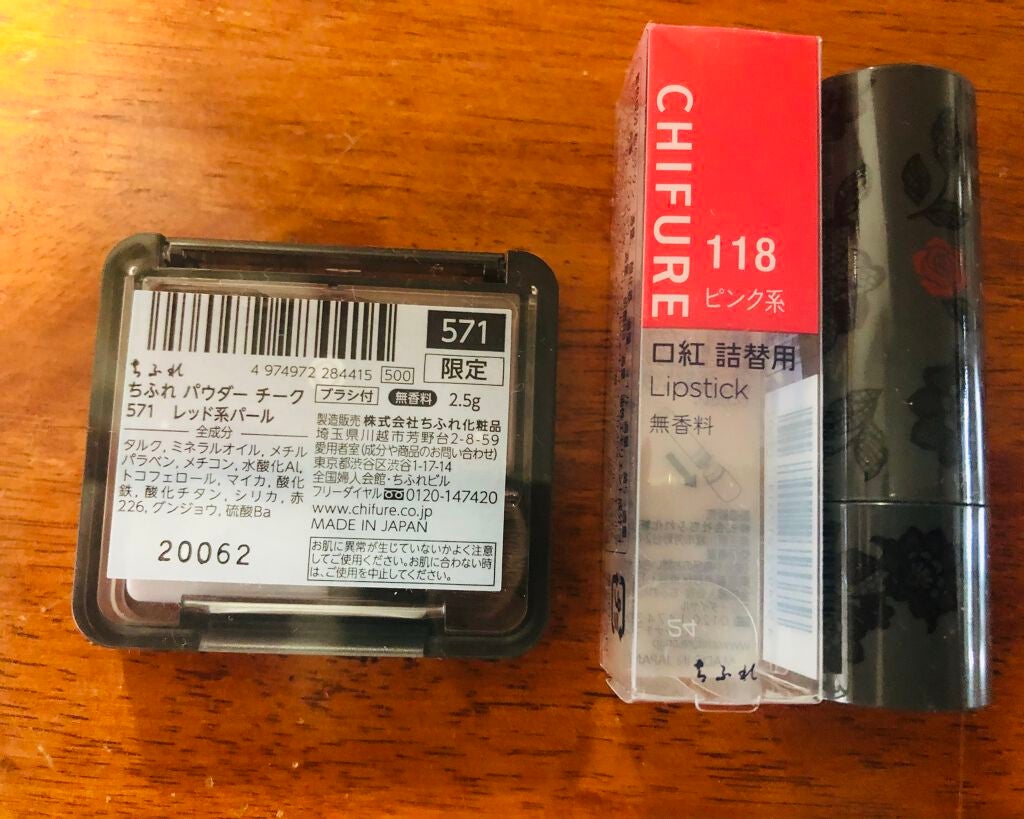 571
限定
4 974972 284415 500
ちふれ
ちふれ パウダー チーク
ブラシ付 無香料 2.5g
571 レッド系パール
全成分
タルク, ミネラルオイル, メチル
パラベン, メチコン, 水酸化Al,
トコフェロール, マイカ, 酸化
鉄, 酸化チタン, シリカ, 赤
226, グンジョウ, 硫酸Ba
20062
製造販売 株式会社ちふれ化粧品
埼玉県川越市芳野台2-8-59
愛用者室(成分や商品のお問い合わせ)
東京都渋谷区渋谷1-17-14
全国婦人会館・ちふれビル
フリーダイヤル 0120-147420
www.chifure.co.jp
MADE IN JAPAN
お肌に異常が生じていないかよく注意
してご使用ください。お肌に合わない時
は、ご使用を中止してください。
CHIFURE
118
ピンク系
口紅 詰替用
Lipstick
無香料
ちふれ